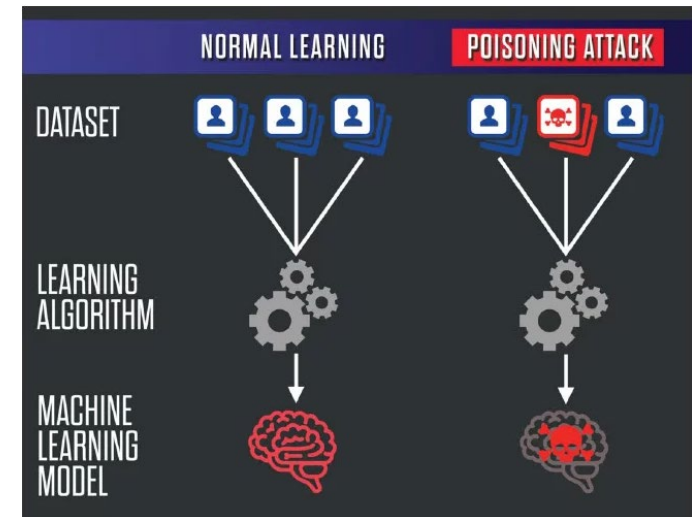 NORMAL LEARNING
POISONING ATTACK
DATASET
LEARNING
ALGORITHM
MACHINE
LEARNING
MODEL